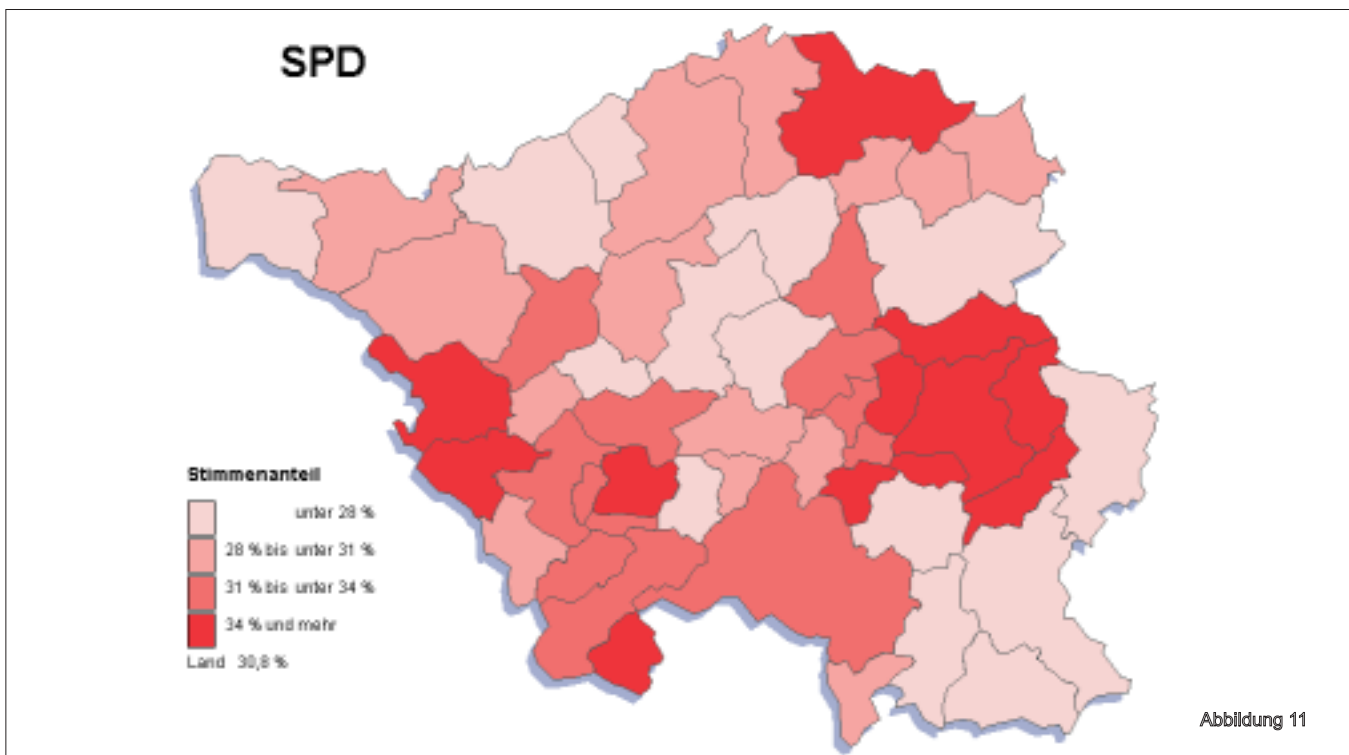 SPD
Stimmenanteil
unter 28 %
28 % bis unter 31 %
31 % bis unter 34 %
34 % und mehr
Land 30,8 %
Abbildung 11